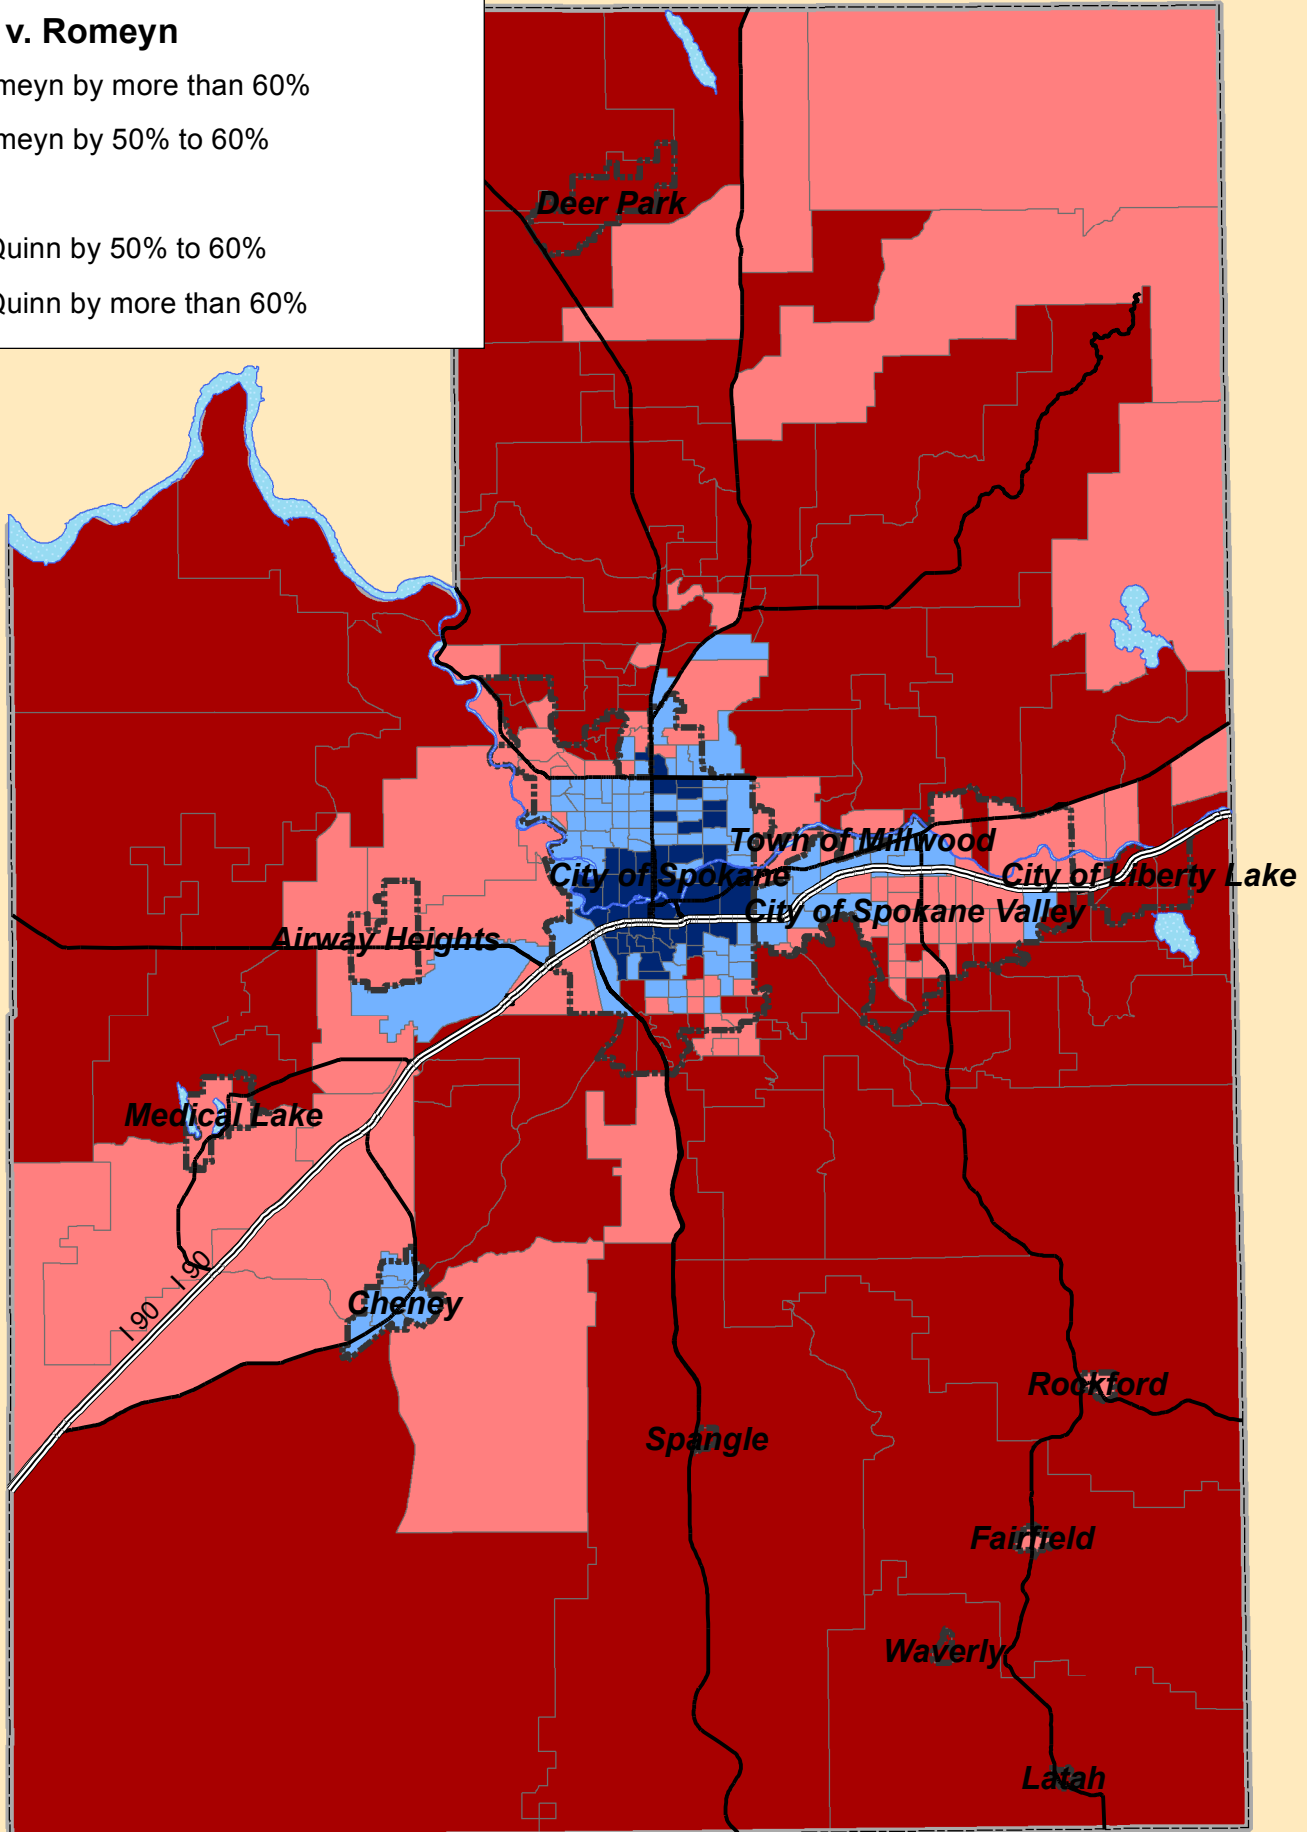 v. Romeyn
meyn by more than 60%
meyn by 50% to 60%
Quinn by 50% to 60%
Quinn by more than 60%
Deer Park
Town of Millwood
City of Spokane
City of Liberty Lake
City of Spokane Valley
Airway Heights
Medical Lake
I 90
I 90
Cheney
Rockford
Spangle
Fairfield
Waverly
Latah